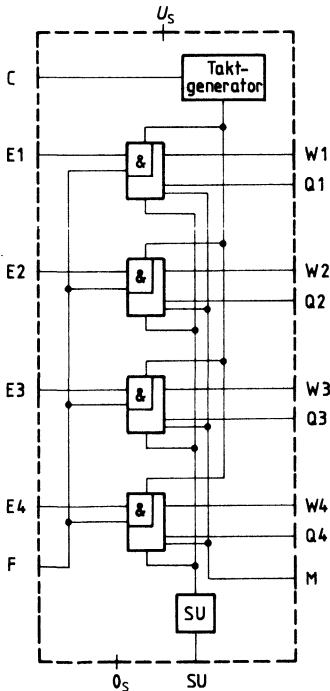 U_S
C
Takt-
generator
E1
&
W1
Q1
E2
&
W2
Q2
E3
&
W3
Q3
E4
&
W4
Q4
F
M
SU
0_S
SU